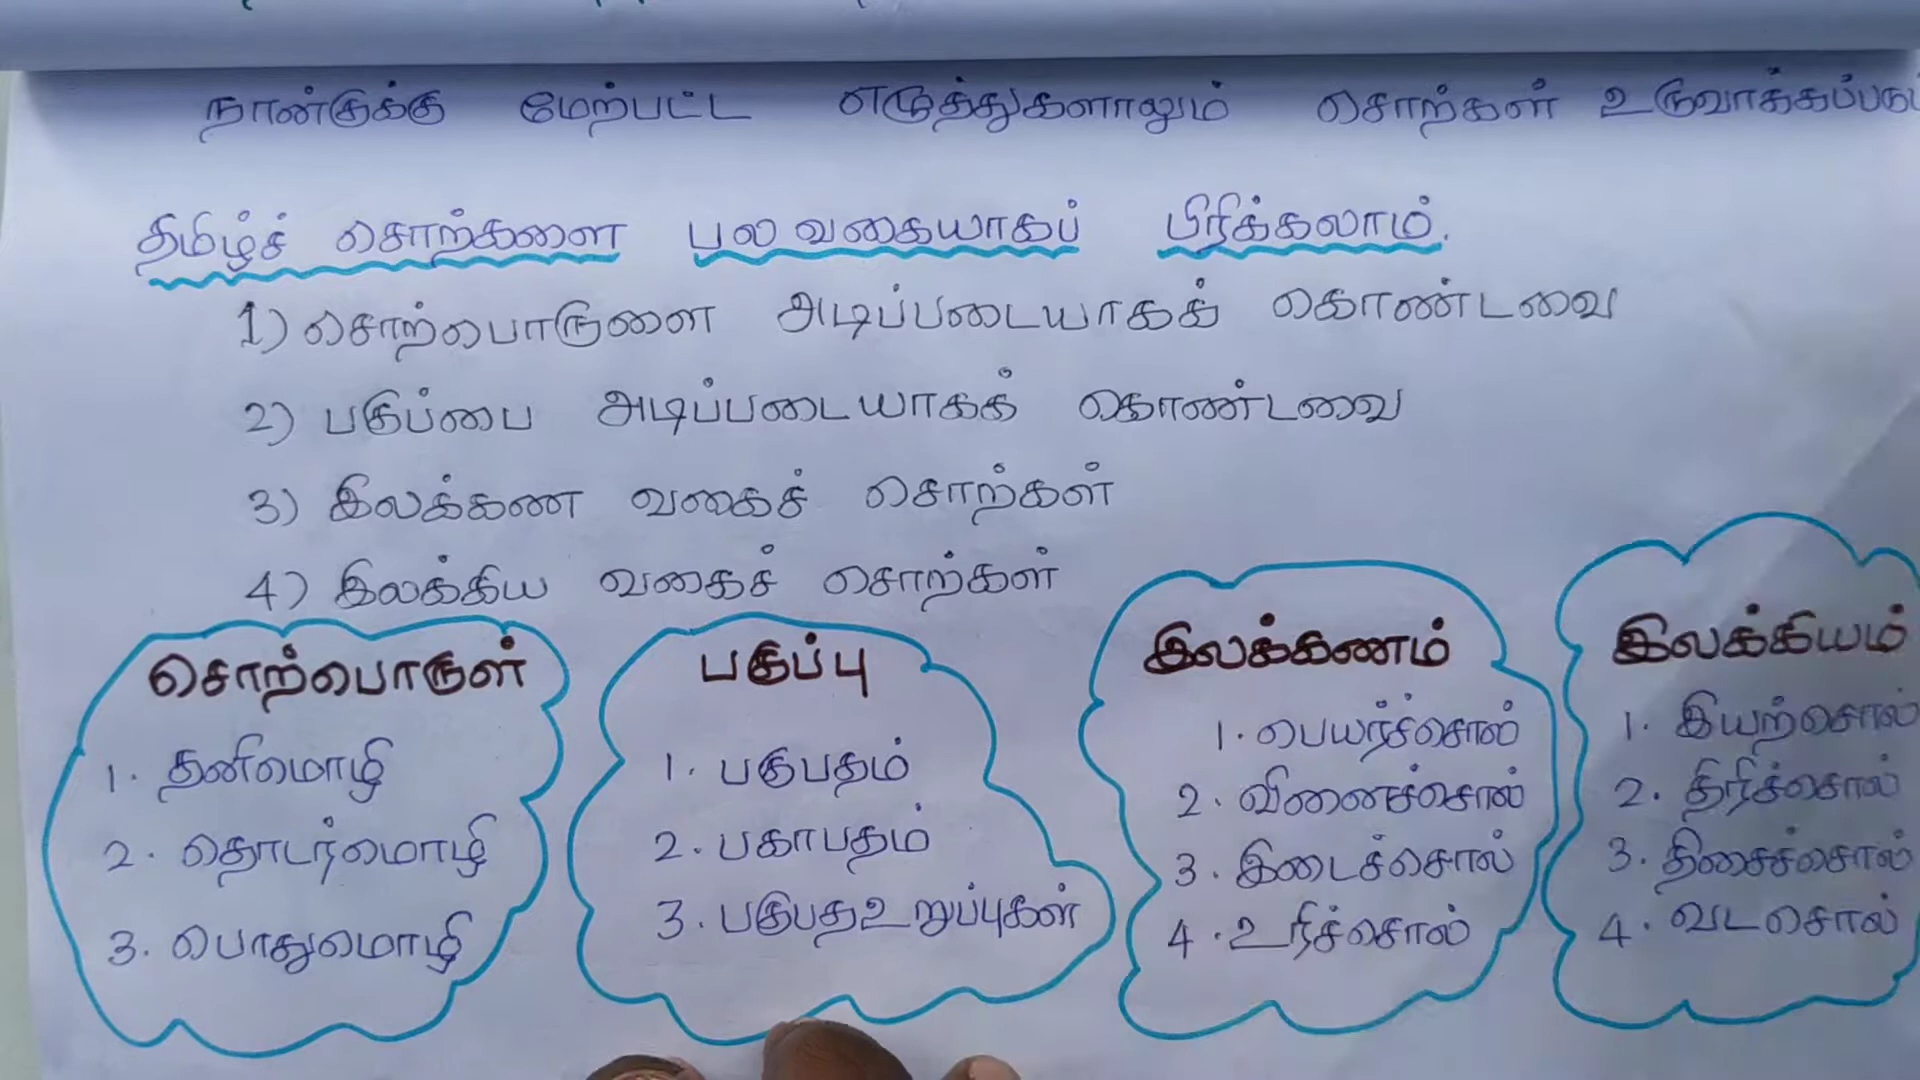 நான்குக்கு மேற்பட்ட எழுத்துகளாலும் சொற்கள்
தமிழ்ச் சொற்களை பல வகையாகப் பிரிக்கலாம்.
1) சொற்பொருளை அடிப்படையாகக் கொண்டவை
2) பகுப்பை அடிப்படையாகக் கொண்டவை
3) இலக்கண வகைச் சொற்கள்
4) இலக்கிய வகைச் சொற்கள்
சொற்பொருள்
1. தனிமொழி
2. தொடர்மொழி
3. பொதுமொழி
பகுப்பு
1. பகுபதம்
2. பகாபதம்
3. பகுபத உறுப்புகள்
இலக்கணம்
1. பெயர்ச்சொல்
2. வினைச்சொல்
3. இடைச்சொல்
4. உரிச்சொல்
இலக்கியம்
1. இயற்சொல்
2. திரிச்சொல்
3. திசைச்சொல்
4. வடசொல்